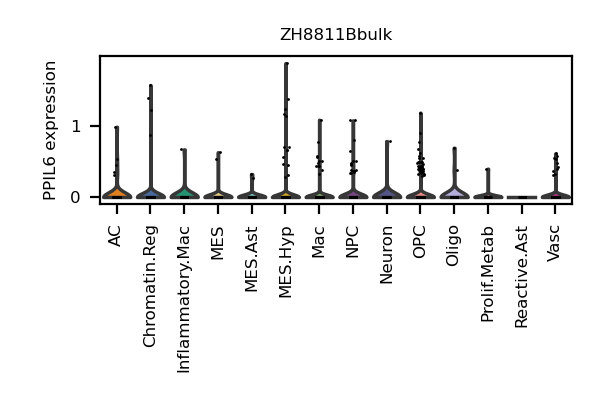 ZH8811Bbulk
PPIL6 expression
1
0
AC
Chromatin.Reg
Inflammatory.Mac
MES
MES.Ast
MES.Hyp
Mac
NPC
Neuron
OPC
Oligo
Prolif.Metab
Reactive.Ast
Vasc